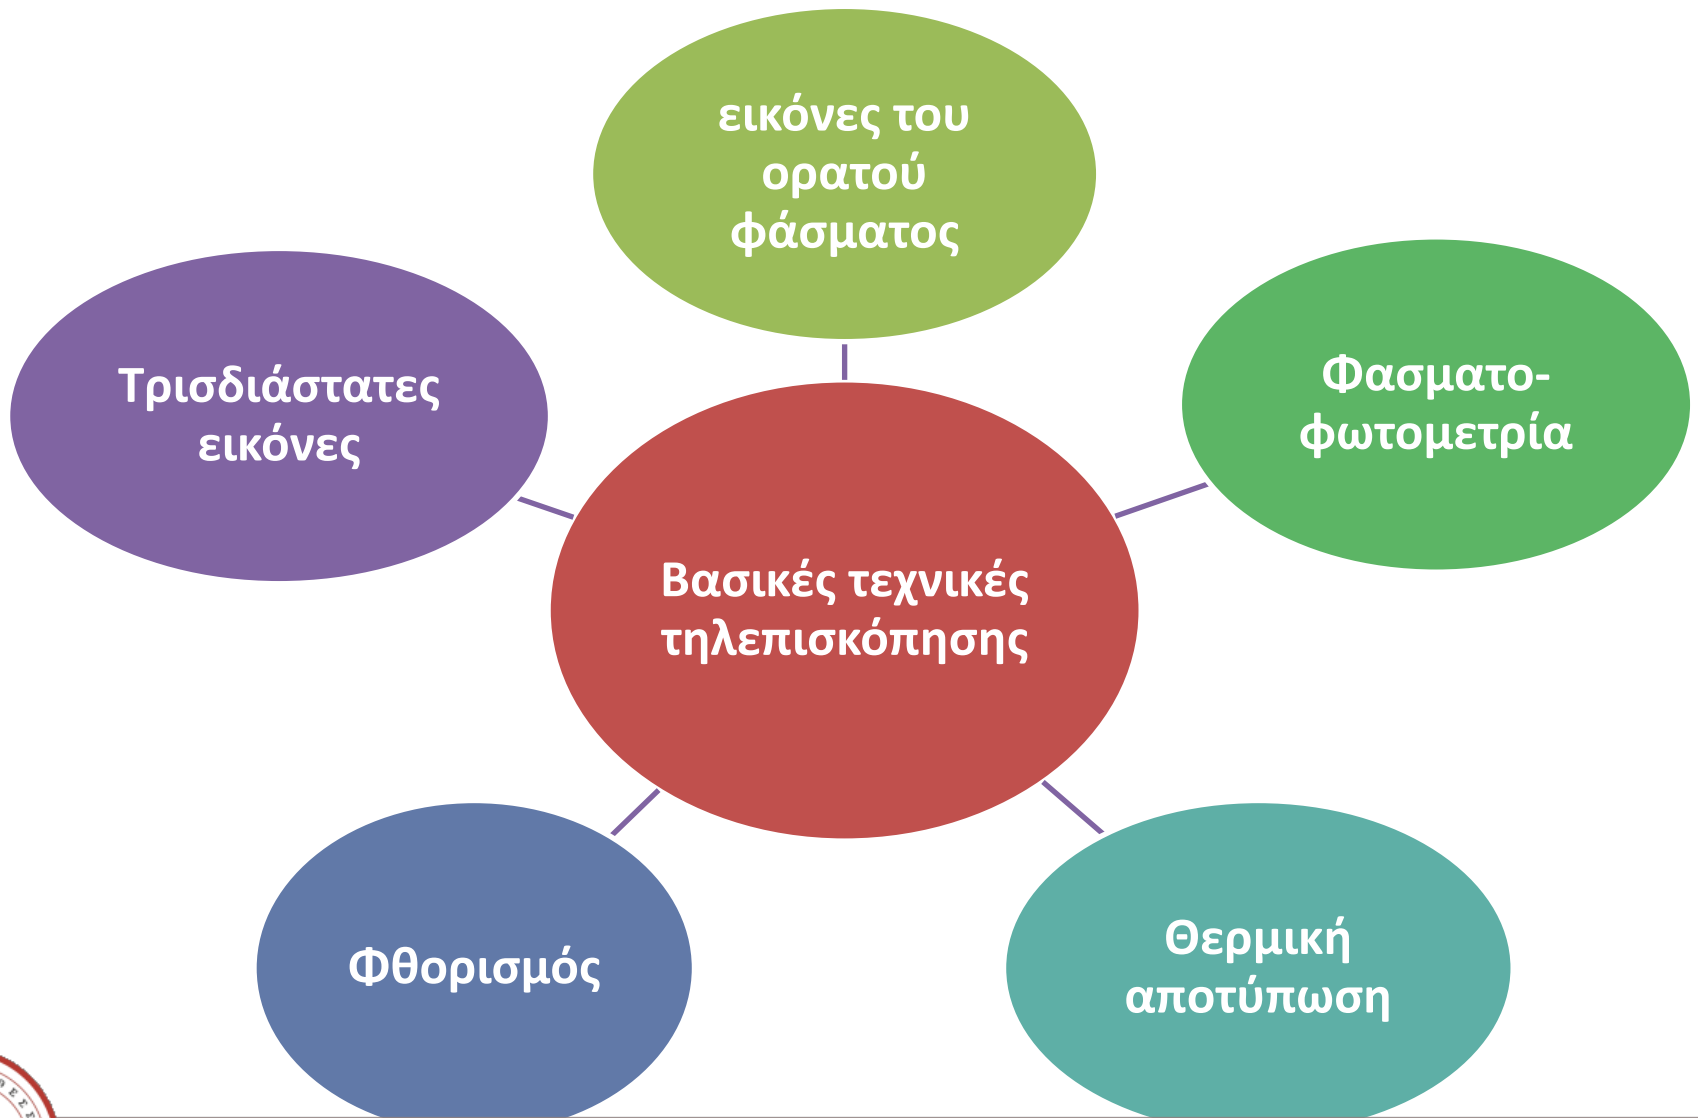 εικόνες του
ορατού
φάσματος
Τρισδιάστατες
εικόνες
Φασματο-
φωτομετρία
Βασικές τεχνικές
τηλεπισκόπησης
Φθορισμός
Θερμική
αποτύπωση